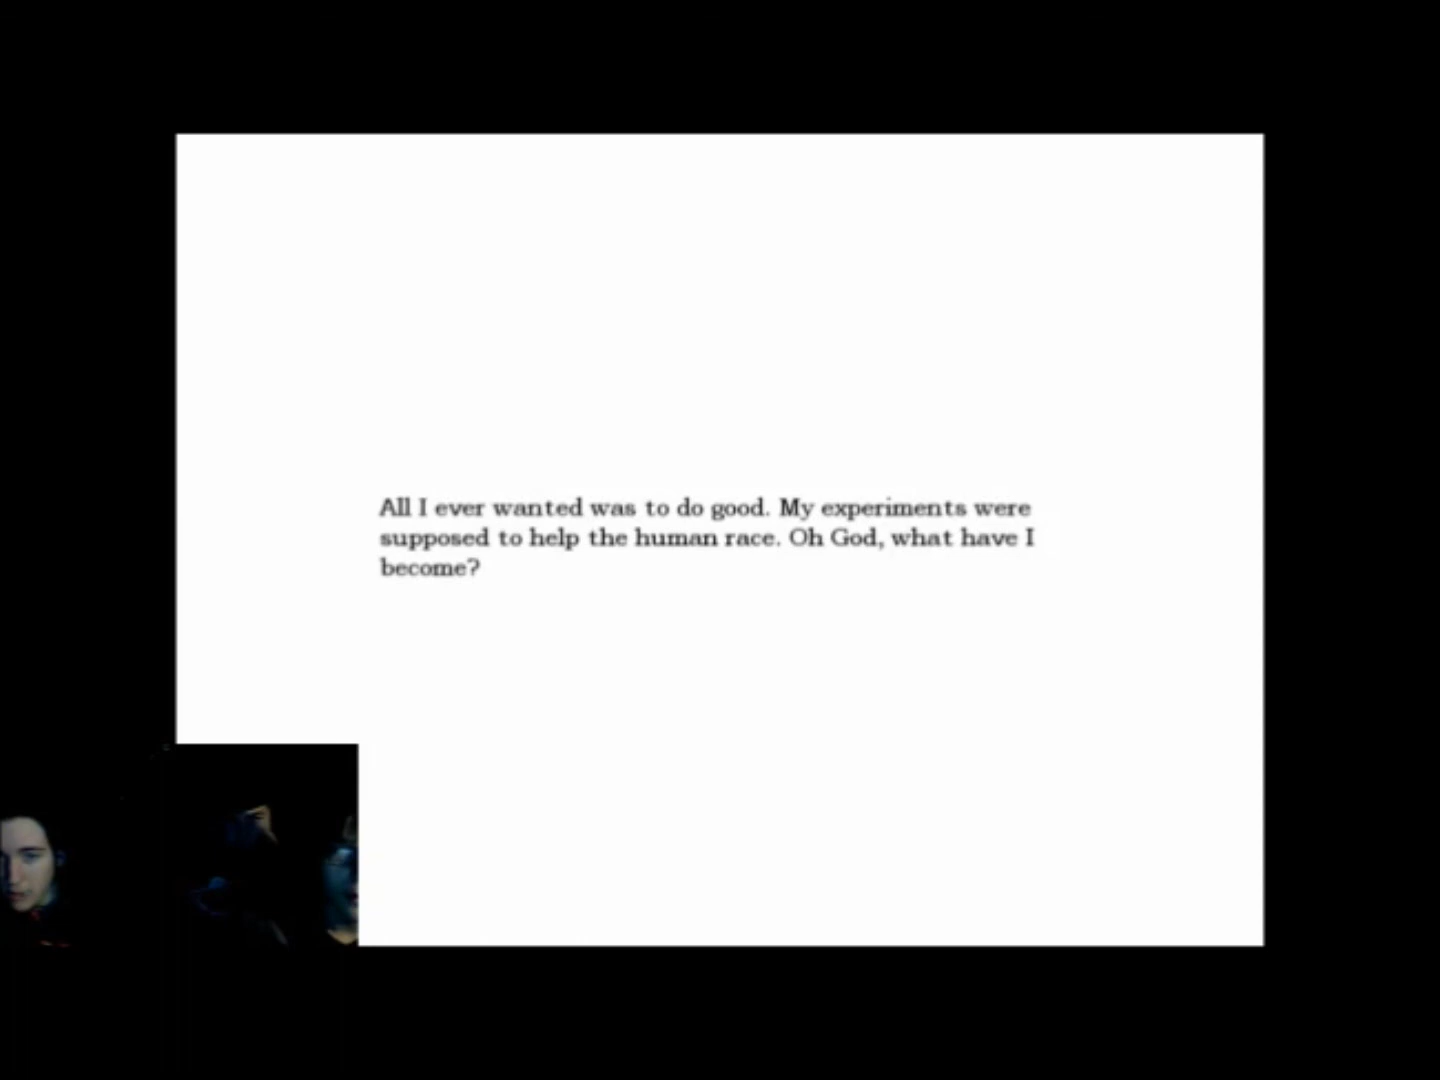 All I ever wanted was to do good. My experiments were
supposed to help the human race. Oh God, what have I
become?